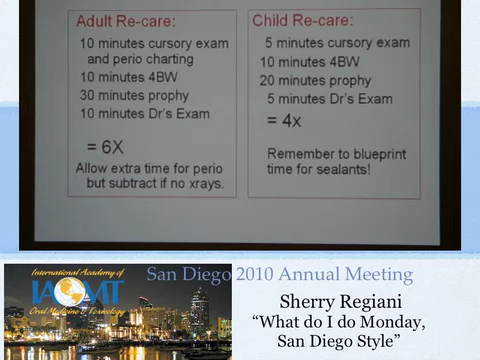 Adult Re-care:
10 minutes cursory exam
and perio charting
10 minutes 4BW
30 minutes prophy
10 minutes Dr's Exam
= 6X
Allow extra time for perio
but subtract if no xrays.
Child Re-care:
5 minutes cursory exam
10 minutes 4BW
20 minutes prophy
5 minutes Dr's Exam
= 4x
Remember to blueprint
time for sealants!
International Academy of
IAOMT
Oral Medicine & Toxicology
San Diego 2010 Annual Meeting
Sherry Regiani
“What do I do Monday,
San Diego Style”